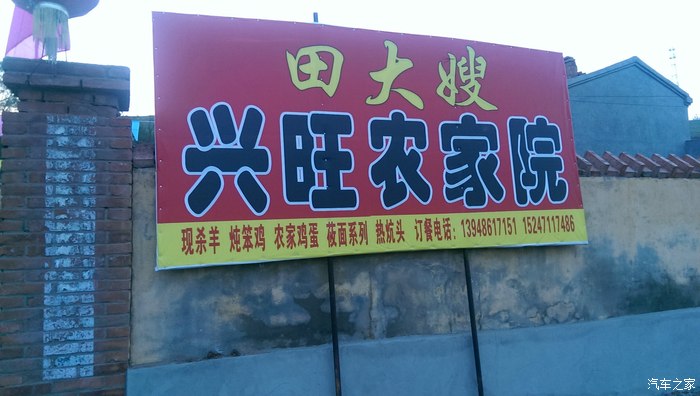 田大嫂
兴旺农家院
现杀羊 炖笨鸡 农家鸡蛋 莜面系列 热炕头 订餐电话：13948617151 15247117486
汽车之家